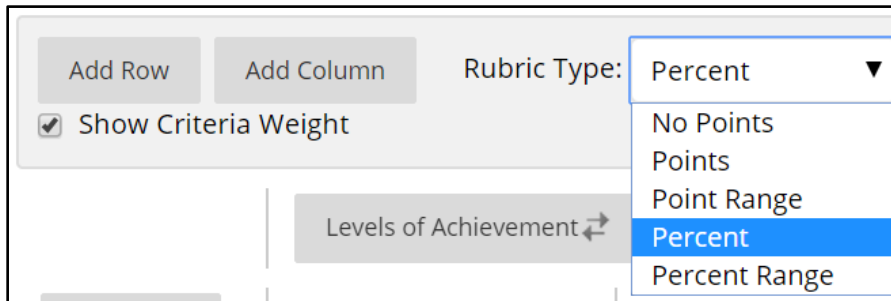 Add Row Add Column Rubric Type: Percent
Show Criteria Weight
No Points
Points
Point Range
Percent
Percent Range
Levels of Achievement